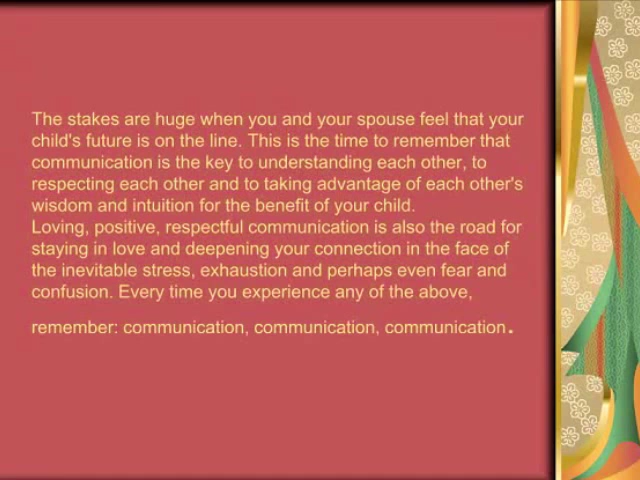 The stakes are huge when you and your spouse feel that your
child's future is on the line. This is the time to remember that
communication is the key to understanding each other, to
respecting each other and to taking advantage of each other's
wisdom and intuition for the benefit of your child.
Loving, positive, respectful communication is also the road for
staying in love and deepening your connection in the face of
the inevitable stress, exhaustion and perhaps even fear and
confusion. Every time you experience any of the above,
remember: communication, communication, communication.